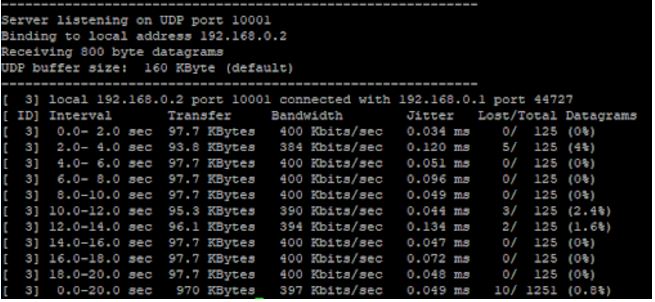 ------------------------------------------------------------
Server listening on UDP port 10001
Binding to local address 192.168.0.2
Receiving 800 byte datagrams
UDP buffer size:  160 KByte (default)
------------------------------------------------------------
[  3] local 192.168.0.2 port 10001 connected with 192.168.0.1 port 44727
[ ID] Interval       Transfer     Bandwidth        Jitter   Lost/Total Datagrams
[  3]  0.0- 2.0 sec  97.7 KBytes   400 Kbits/sec   0.034 ms    0/  125 (0%)
[  3]  2.0- 4.0 sec  93.8 KBytes   384 Kbits/sec   0.120 ms    5/  125 (4%)
[  3]  4.0- 6.0 sec  97.7 KBytes   400 Kbits/sec   0.051 ms    0/  125 (0%)
[  3]  6.0- 8.0 sec  97.7 KBytes   400 Kbits/sec   0.096 ms    0/  125 (0%)
[  3]  8.0-10.0 sec  97.7 KBytes   400 Kbits/sec   0.049 ms    0/  125 (0%)
[  3] 10.0-12.0 sec  95.3 KBytes   390 Kbits/sec   0.044 ms    3/  125 (2.4%)
[  3] 12.0-14.0 sec  96.1 KBytes   394 Kbits/sec   0.134 ms    2/  125 (1.6%)
[  3] 14.0-16.0 sec  97.7 KBytes   400 Kbits/sec   0.047 ms    0/  125 (0%)
[  3] 16.0-18.0 sec  97.7 KBytes   400 Kbits/sec   0.072 ms    0/  125 (0%)
[  3] 18.0-20.0 sec  97.7 KBytes   400 Kbits/sec   0.048 ms    0/  125 (0%)
[  3]  0.0-20.0 sec   970 KBytes   397 Kbits/sec   0.049 ms   10/ 1251 (0.8%)